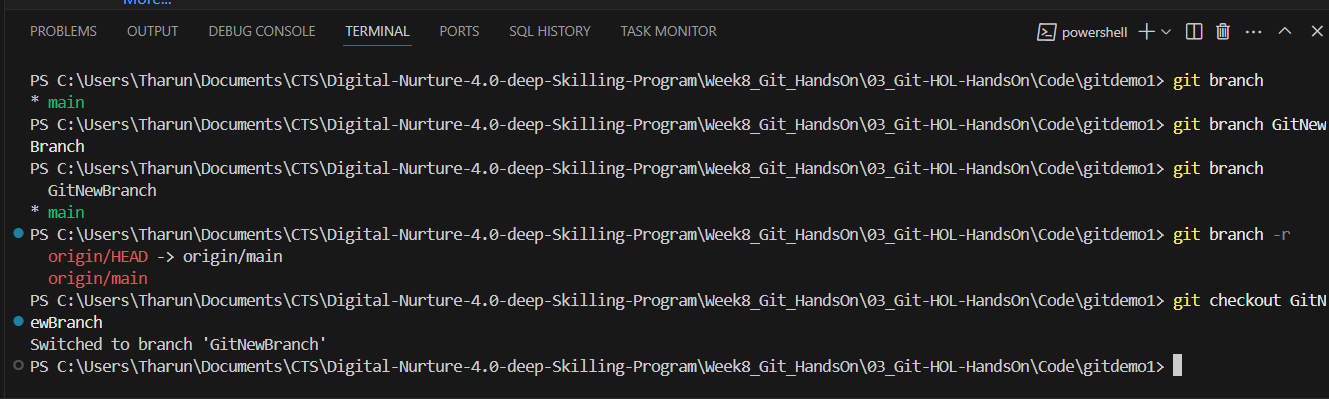 More...
PROBLEMS OUTPUT DEBUG CONSOLE TERMINAL PORTS SQL HISTORY TASK MONITOR powershell
PS C:\Users\Tharun\Documents\CTS\Digital-Nurture-4.0-deep-Skilling-Program\Week8_Git_HandsOn\03_Git-HOL-HandsOn\Code\gitdemo1> git branch
* main
PS C:\Users\Tharun\Documents\CTS\Digital-Nurture-4.0-deep-Skilling-Program\Week8_Git_HandsOn\03_Git-HOL-HandsOn\Code\gitdemo1> git branch GitNew
Branch
PS C:\Users\Tharun\Documents\CTS\Digital-Nurture-4.0-deep-Skilling-Program\Week8_Git_HandsOn\03_Git-HOL-HandsOn\Code\gitdemo1> git branch
  GitNewBranch
* main
PS C:\Users\Tharun\Documents\CTS\Digital-Nurture-4.0-deep-Skilling-Program\Week8_Git_HandsOn\03_Git-HOL-HandsOn\Code\gitdemo1> git branch -r
  origin/HEAD -> origin/main
  origin/main
PS C:\Users\Tharun\Documents\CTS\Digital-Nurture-4.0-deep-Skilling-Program\Week8_Git_HandsOn\03_Git-HOL-HandsOn\Code\gitdemo1> git checkout GitN
ewBranch
Switched to branch 'GitNewBranch'
PS C:\Users\Tharun\Documents\CTS\Digital-Nurture-4.0-deep-Skilling-Program\Week8_Git_HandsOn\03_Git-HOL-HandsOn\Code\gitdemo1>